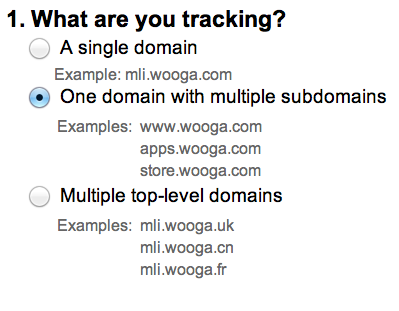 1. What are you tracking?
A single domain
Example: mli.wooga.com
One domain with multiple subdomains
Examples: www.wooga.com
apps.wooga.com
store.wooga.com
Multiple top-level domains
Examples: mli.wooga.uk
mli.wooga.cn
mli.wooga.fr